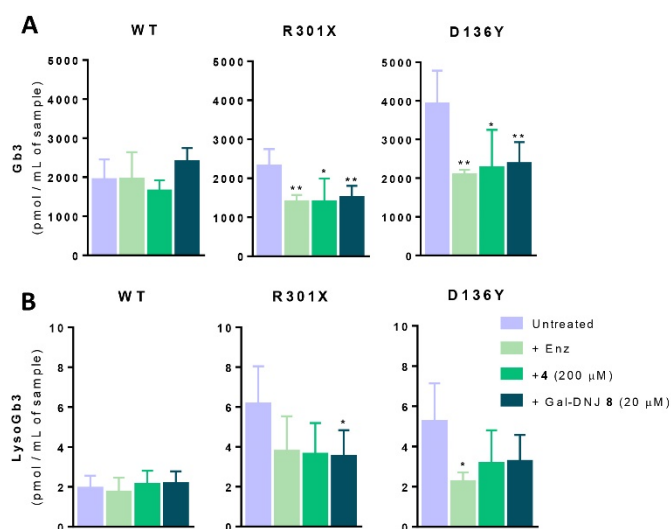 A
WT
R301X
D136Y
Gb3
(pmol / mL of sample)
5000
4000
3000
2000
1000
0
5000
4000
3000
2000
1000
0
** * **
5000
4000
3000
2000
1000
0
** * **
B
WT
R301X
D136Y
LysoGb3
(pmol / mL of sample)
10
8
6
4
2
0
10
8
6
4
2
0
*
10
8
6
4
2
0
*
Untreated
+ Enz
+4 (200 µM)
+ Gal-DNJ 8 (20 µM)